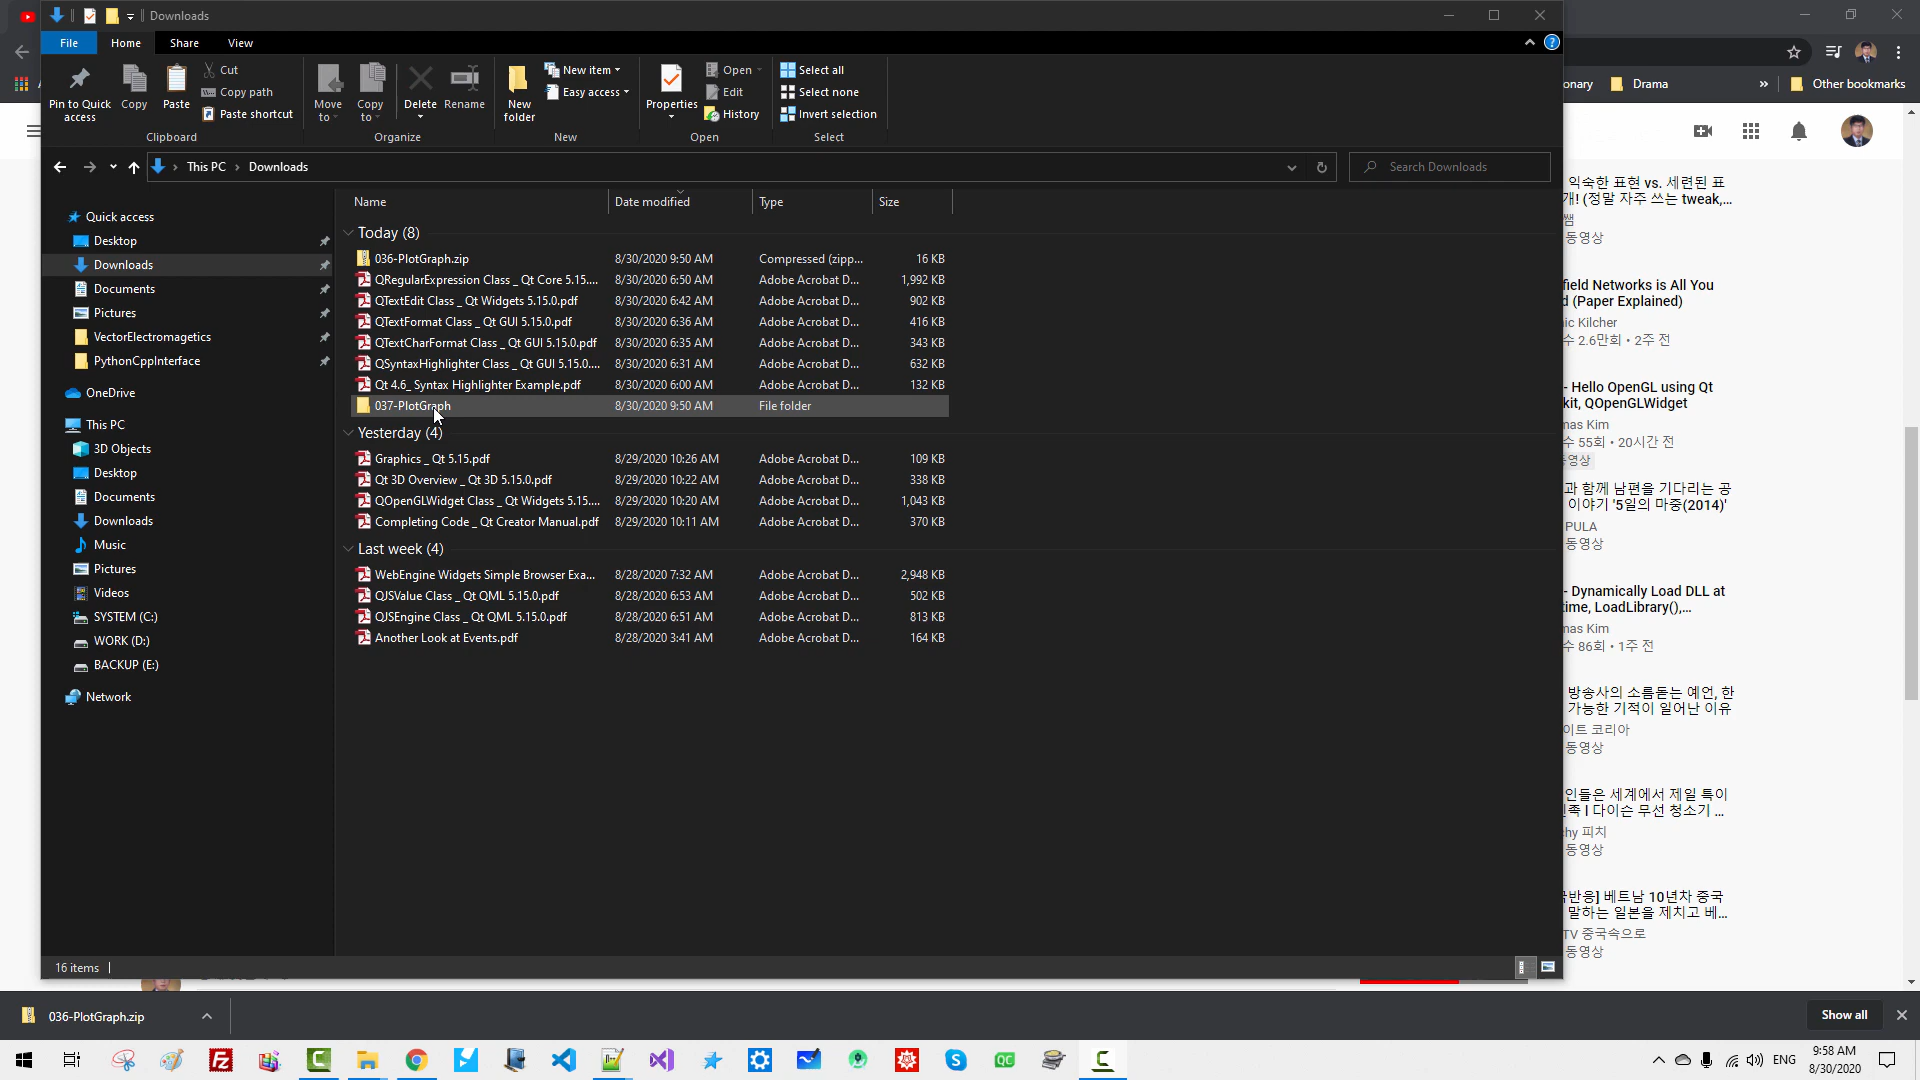 Downloads
File
Home
Share
View
Pin to Quick access
Copy
Paste
Cut
Copy path
Paste shortcut
Clipboard
Move to
Copy to
Delete
Rename
Organize
New folder
New item
Easy access
New
Properties
Open
Edit
History
Open
Select all
Select none
Invert selection
Select
onary
Drama
»
Other bookmarks
This PC
Downloads
Search Downloads
Quick access
Desktop
Downloads
Documents
Pictures
VectorElectromagetics
PythonCppInterface
OneDrive
This PC
3D Objects
Desktop
Documents
Downloads
Music
Pictures
Videos
SYSTEM (C:)
WORK (D:)
BACKUP (E:)
Network
Name Date modified Type Size
Today (8)
036-PlotGraph.zip 8/30/2020 9:50 AM Compressed (zipp... 16 KB
QRegularExpression Class _ Qt Core 5.15.... 8/30/2020 6:50 AM Adobe Acrobat D... 1,992 KB
QTextEdit Class _ Qt Widgets 5.15.0.pdf 8/30/2020 6:42 AM Adobe Acrobat D... 902 KB
QTextFormat Class _ Qt GUI 5.15.0.pdf 8/30/2020 6:36 AM Adobe Acrobat D... 416 KB
QTextCharFormat Class _ Qt GUI 5.15.0.pdf 8/30/2020 6:35 AM Adobe Acrobat D... 343 KB
QSyntaxHighlighter Class _ Qt GUI 5.15.0.... 8/30/2020 6:31 AM Adobe Acrobat D... 632 KB
Qt 4.6_ Syntax Highlighter Example.pdf 8/30/2020 6:00 AM Adobe Acrobat D... 132 KB
037-PlotGraph 8/30/2020 9:50 AM File folder
Yesterday (4)
Graphics _ Qt 5.15.pdf 8/29/2020 10:26 AM Adobe Acrobat D... 109 KB
Qt 3D Overview _ Qt 3D 5.15.0.pdf 8/29/2020 10:22 AM Adobe Acrobat D... 338 KB
QOpenGLWidget Class _ Qt Widgets 5.15.... 8/29/2020 10:20 AM Adobe Acrobat D... 1,043 KB
Completing Code _ Qt Creator Manual.pdf 8/29/2020 10:11 AM Adobe Acrobat D... 370 KB
Last week (4)
WebEngine Widgets Simple Browser Exa... 8/28/2020 7:32 AM Adobe Acrobat D... 2,948 KB
QJSValue Class _ Qt QML 5.15.0.pdf 8/28/2020 6:53 AM Adobe Acrobat D... 502 KB
QJSEngine Class _ Qt QML 5.15.0.pdf 8/28/2020 6:51 AM Adobe Acrobat D... 813 KB
Another Look at Events.pdf 8/28/2020 3:41 AM Adobe Acrobat D... 164 KB
16 items
익숙한 표현 vs. 세련된 표
개! (정말 자주 쓰는 tweak,...
쌤
동영상
field Networks is All You
d (Paper Explained)
nic Kilcher
수 2.6만회 • 2주 전
- Hello OpenGL using Qt
kit, QOpenGLWidget
mas Kim
수 55회 • 20시간 전
동영상
과 함께 남편을 기다리는 공
이야기 '5일의 마중(2014)'
PULA
동영상
- Dynamically Load DLL at
time, LoadLibrary(),...
mas Kim
수 86회 • 1주 전
방송사의 소름돋는 예언, 한
가능한 기적이 일어난 이유
이트 코리아
동영상
인들은 세계에서 제일 특이
민족 l 다이슨 무선 청소기 ...
chy 피치
동영상
국반응] 베트남 10년차 중국
말하는 일본을 제치고 베...
TV 중국속으로
동영상
036-PlotGraph.zip
Show all
ENG
9:58 AM
8/30/2020